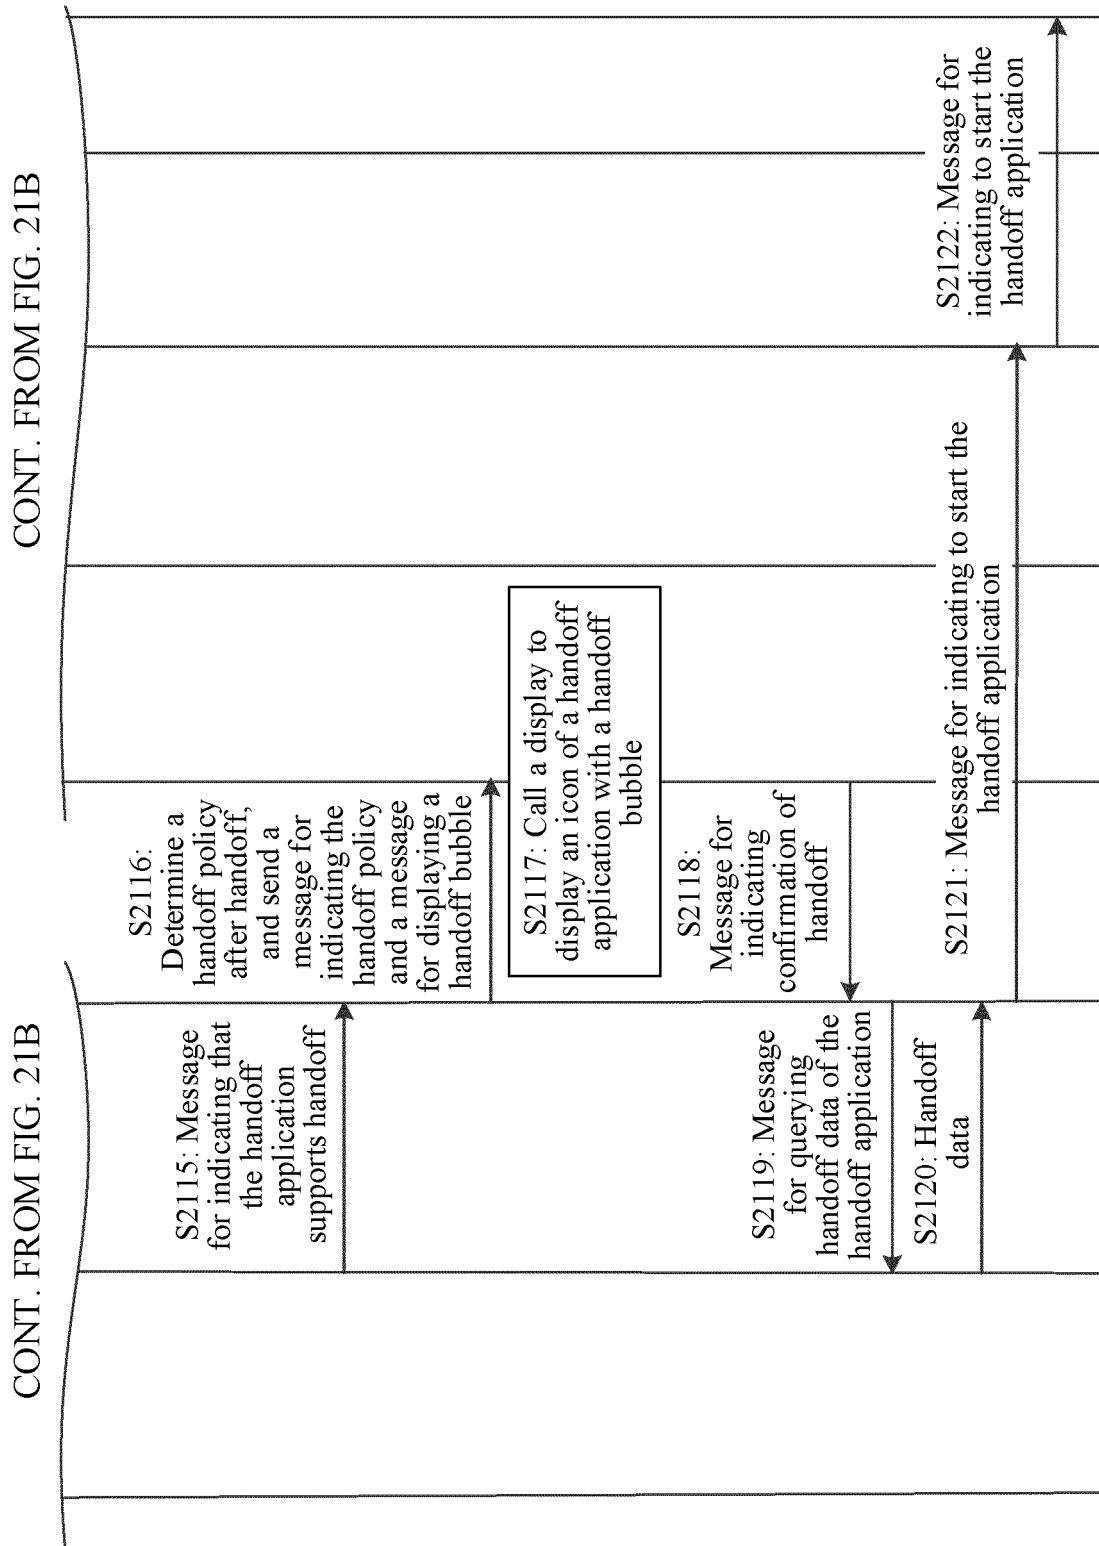 CONT. FROM FIG. 21B
CONT. FROM FIG. 21B
S2115: Message
for indicating that
the handoff
application
supports handoff
S2116:
Determine a
handoff policy
after handoff,
and send a
message for
indicating the
handoff policy
and a message
for displaying a
handoff bubble
S2117: Call a display to
display an icon of a handoff
application with a handoff
bubble
S2118:
Message for
indicating
confirmation of
handoff
S2119: Message
for querying
handoff data of the
handoff application
S2120: Handoff
data
S2121: Message for indicating to start the
handoff application
S2122: Message for
indicating to start the
handoff application